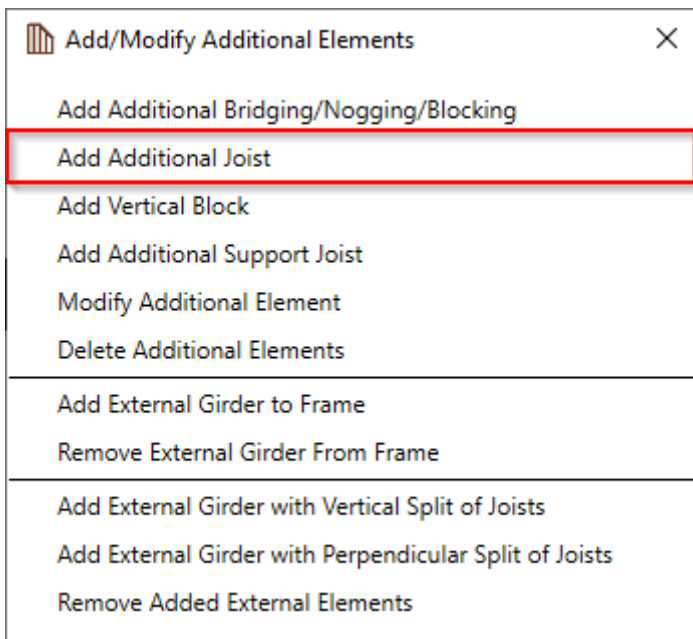 Add/Modify Additional Elements
Add Additional Bridging/Nogging/Blocking
Add Additional Joist
Add Vertical Block
Add Additional Support Joist
Modify Additional Element
Delete Additional Elements
Add External Girder to Frame
Remove External Girder From Frame
Add External Girder with Vertical Split of Joists
Add External Girder with Perpendicular Split of Joists
Remove Added External Elements